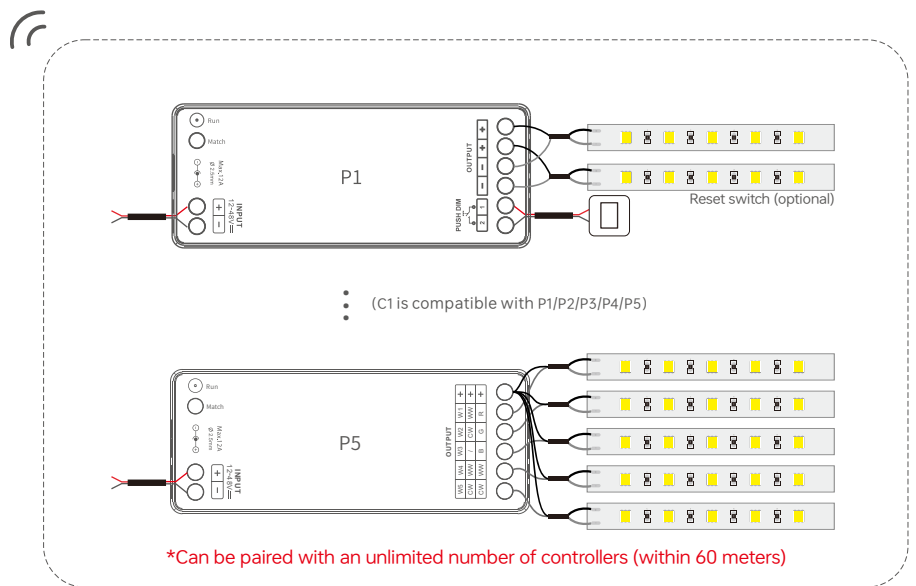 Run
Match
Max,12A
Ø 2.5mm
INPUT
12~48V
+
−
P1
OUTPUT
+
+
−
−
PUSH DIM
1
2
Reset switch (optional)
(C1 is compatible with P1/P2/P3/P4/P5)
Run
Match
Max,12A
Ø 2.5mm
INPUT
12~48V
+
−
P5
OUTPUT
+ + +
W1 WW R
W2 CW G
W3 / B
W4 WW WW
W5 CW CW
*Can be paired with an unlimited number of controllers (within 60 meters)